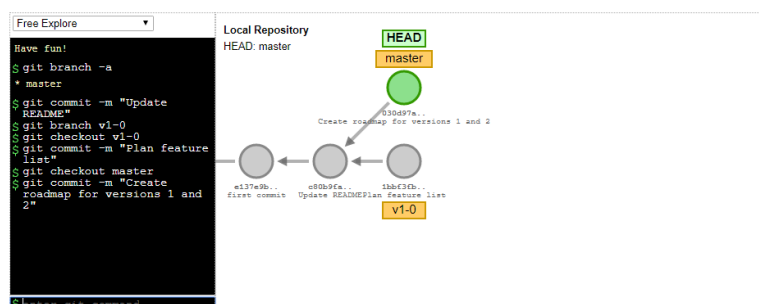 Free Explore
Have fun!
$ git branch -a
* master
$ git commit -m "Update
README"
$ git branch v1-0
$ git checkout v1-0
$ git commit -m "Plan feature
list"
$ git checkout master
$ git commit -m "Create
roadmap for versions 1 and
2"
$ enter git command
Local Repository
HEAD: master
HEAD
master
030d97a..
Create roadmap for versions 1 and 2
e137e9b..
first commit
c80b9fa..
Update README
1bbf3fb..
Plan feature list
v1-0